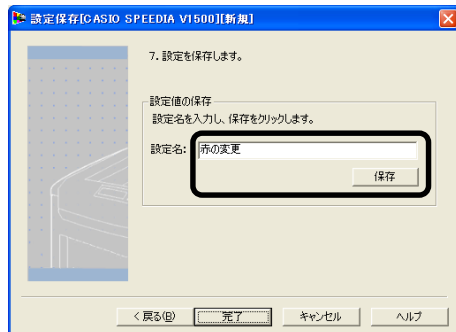 設定保存[CASIO SPEEDIA V1500][新規]
7. 設定を保存します。
設定値の保存
設定名を入力し、保存をクリックします。
設定名: 赤の変更
保存
< 戻る(B) 完了 キャンセル ヘルプ